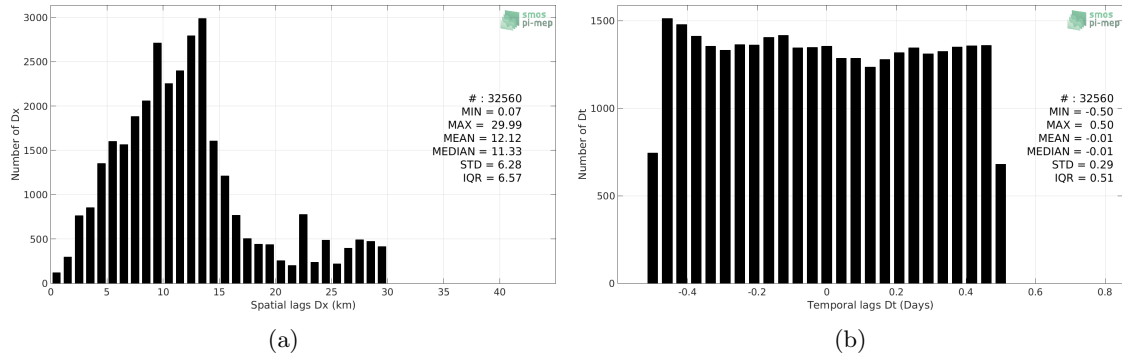 smos
pi-mep
3000
2500
2000
1500
1000
500
0
Number of Dx
# : 32560
MIN = 0.07
MAX = 29.99
MEAN = 12.12
MEDIAN = 11.33
STD = 6.28
IQR = 6.57
0 5 10 15 20 25 30 35 40
Spatial lags Dx (km)
(a)
smos
pi-mep
1500
1000
500
0
Number of Dt
# : 32560
MIN = -0.50
MAX = 0.50
MEAN = -0.01
MEDIAN = -0.01
STD = 0.29
IQR = 0.51
-0.4 -0.2 0 0.2 0.4 0.6 0.8
Temporal lags Dt (Days)
(b)